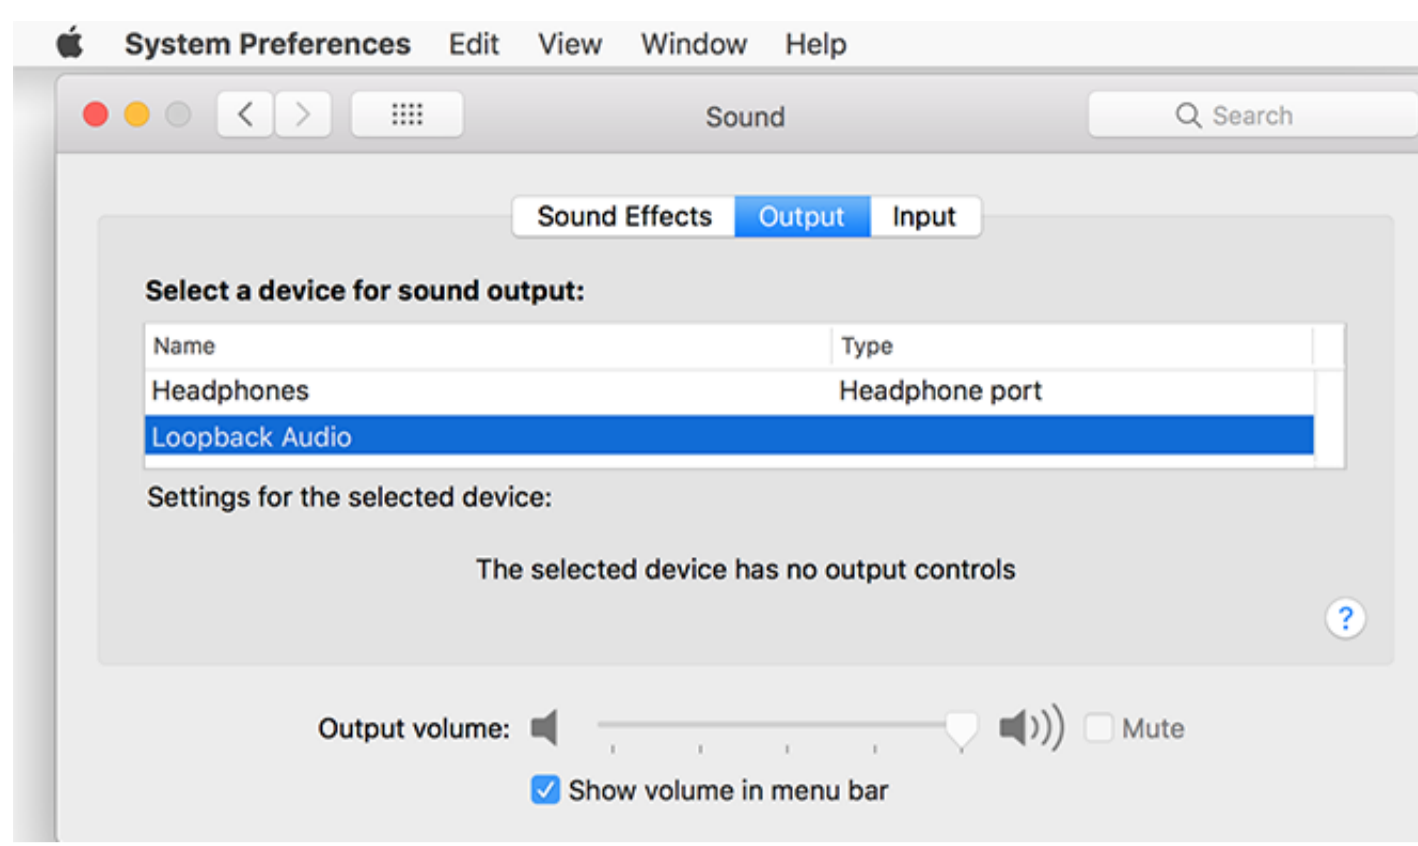 System Preferences Edit View Window Help
Sound
Search
Sound Effects Output Input
Select a device for sound output:
Name Type
Headphones Headphone port
Loopback Audio
Settings for the selected device:
The selected device has no output controls
?
Output volume: Mute
Show volume in menu bar